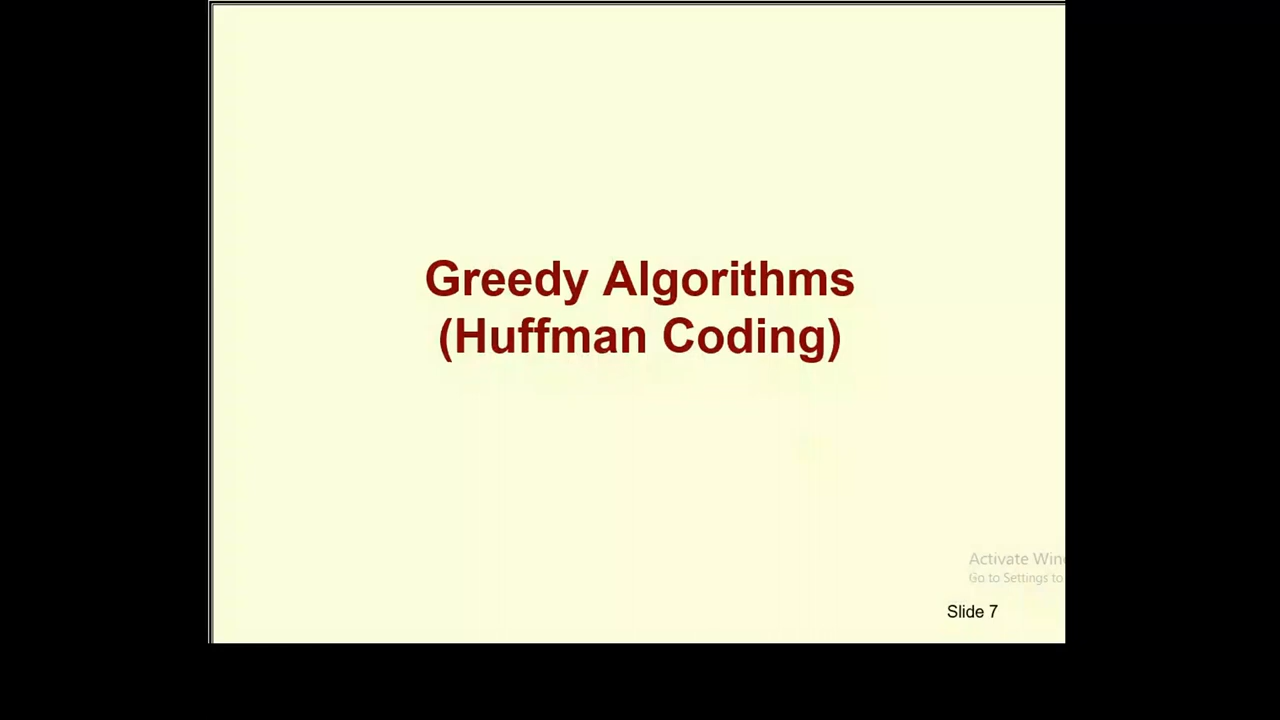 Greedy Algorithms
(Huffman Coding)
Activate Win
Go to Settings to
Slide 7